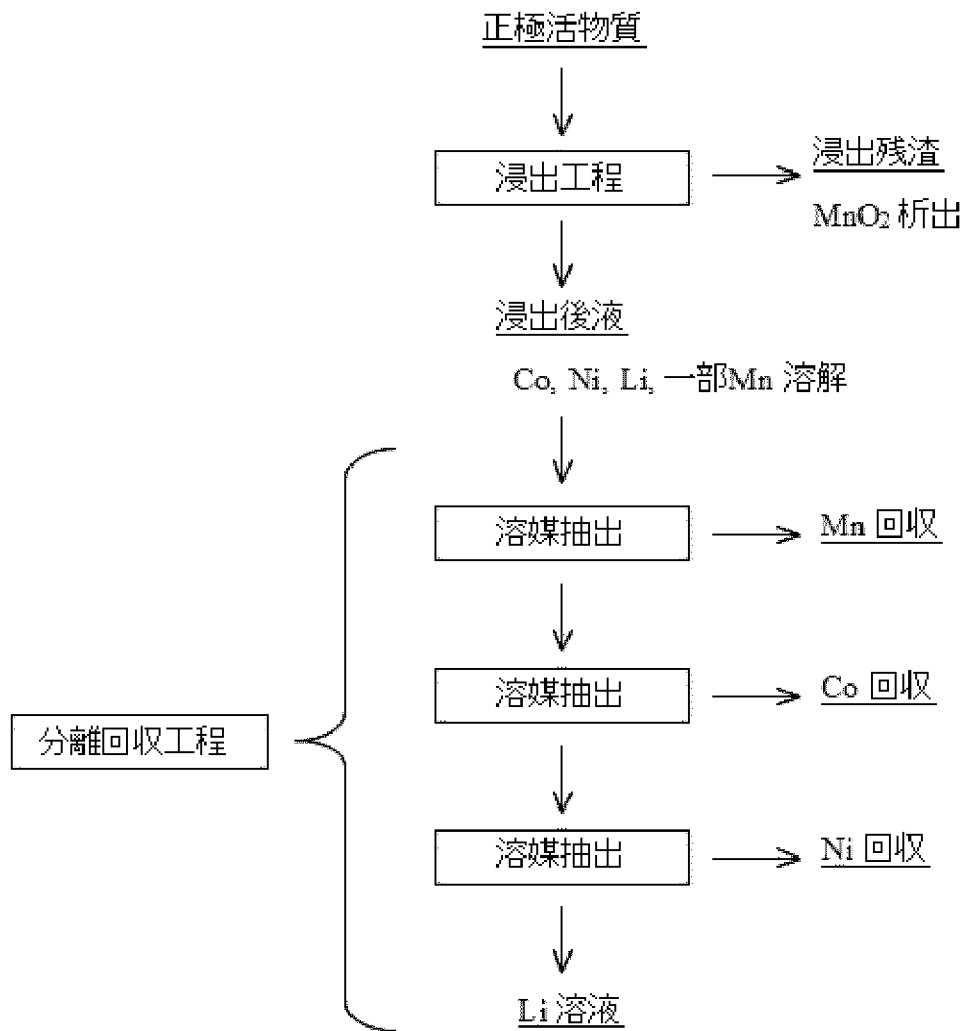 正極活物質
浸出工程
浸出残渣
MnO₂ 析出
浸出後液
Co, Ni, Li, 一部Mn 溶解
溶媒抽出
Mn 回収
溶媒抽出
Co 回収
分離回収工程
溶媒抽出
Ni 回収
Li 溶液